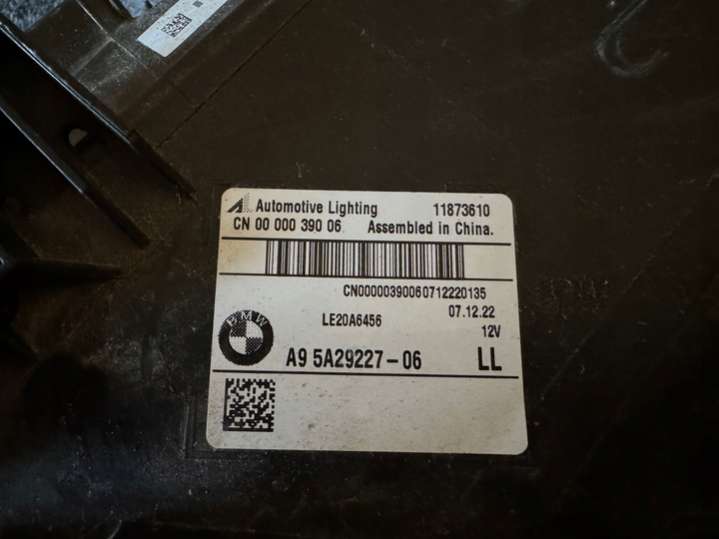 AL Automotive Lighting 11873610
CN 00 000 390 06 Assembled in China.
CN00000390060712220135
LE20A6456 07.12.22
12V
BMW
A9 5A29227-06 LL